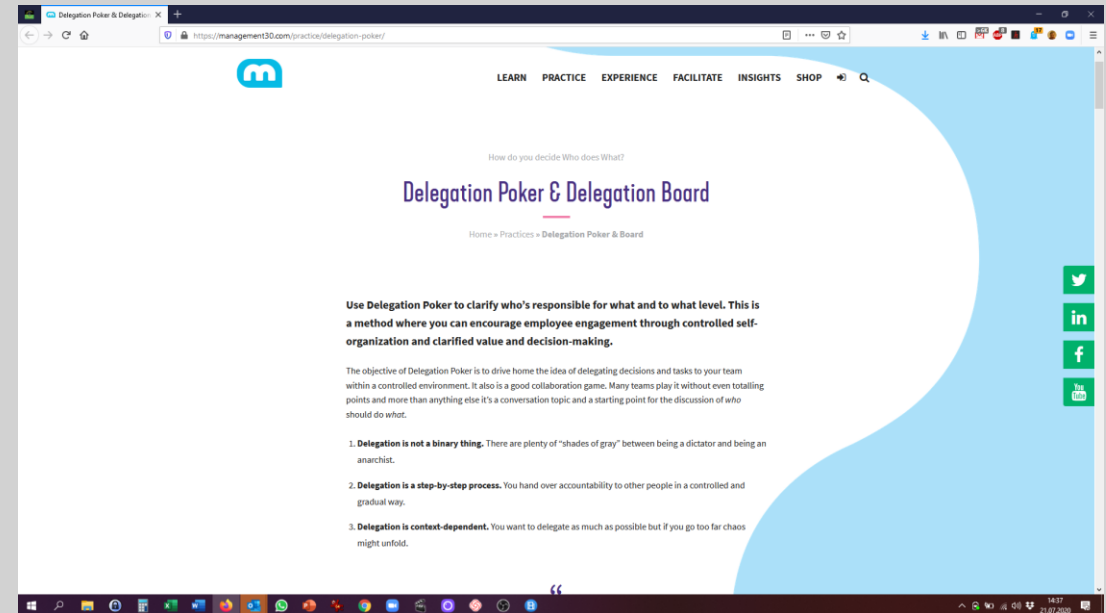 Delegation Poker & Delegation
https://management30.com/practice/delegation-poker/
LEARN PRACTICE EXPERIENCE FACILITATE INSIGHTS SHOP
How do you decide Who does What?
Delegation Poker & Delegation Board
Home » Practices » Delegation Poker & Board
Use Delegation Poker to clarify who's responsible for what and to what level. This is
a method where you can encourage employee engagement through controlled self-
organization and clarified value and decision-making.
The objective of Delegation Poker is to drive home the idea of delegating decisions and tasks to your team
within a controlled environment. It also is a good collaboration game. Many teams play it without even totalling
points and more than anything else it's a conversation topic and a starting point for the discussion of who
should do what.
1. Delegation is not a binary thing. There are plenty of "shades of gray" between being a dictator and being an
anarchist.
2. Delegation is a step-by-step process. You hand over accountability to other people in a controlled and
gradual way.
3. Delegation is context-dependent. You want to delegate as much as possible but if you go too far chaos
might unfold.
“
in
f
You
Tube
14:37
21.07.2020